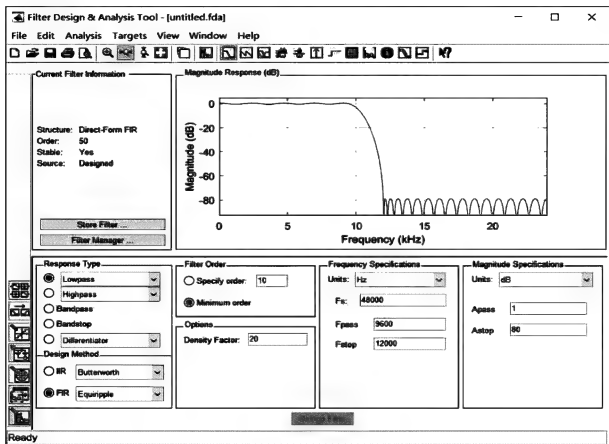 Filter Design & Analysis Tool - [untitled.fda]
File Edit Analysis Targets View Window Help
Current Filter Information
Structure: Direct-Form FIR
Order: 50
Stable: Yes
Source: Designed
Store Filter ...
Filter Manager ...
Magnitude Response (dB)
Magnitude (dB)
0
-20
-40
-60
-80
0 5 10 15 20
Frequency (kHz)
Response Type
Lowpass
Highpass
Bandpass
Bandstop
Differentiator
Design Method
IIR Butterworth
FIR Equiripple
Filter Order
Specify order: 10
Minimum order
Options
Density Factor: 20
Frequency Specifications
Units: Hz
Fs: 48000
Fpass 9600
Fstop 12000
Magnitude Specifications
Units: dB
Apass 1
Astop 80
Ready